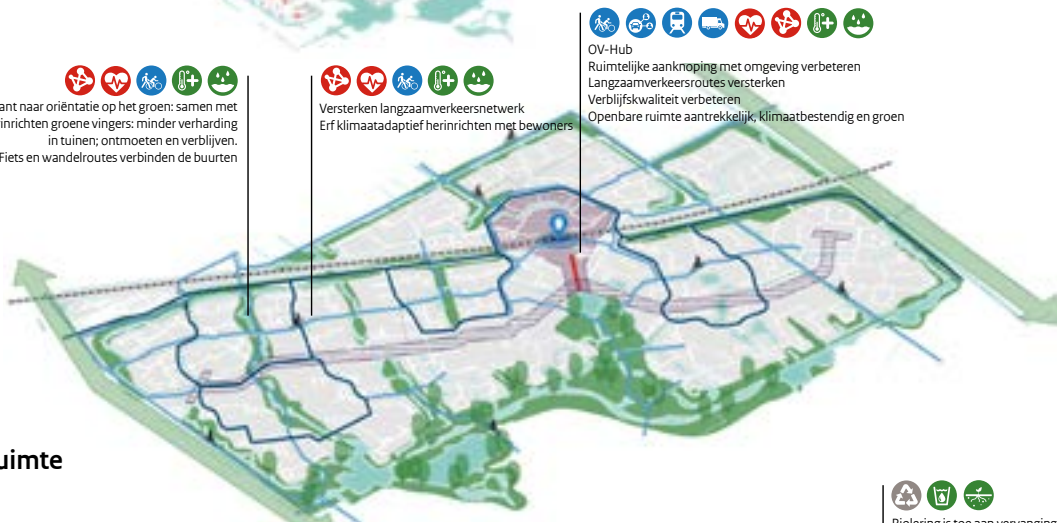 OV-Hub
Ruimtelijke aanknoping met omgeving verbeteren
Langzaamverkeersroutes versterken
Verblijfskwaliteit verbeteren
Openbare ruimte aantrekkelijk, klimaatbestendig en groen
ant naar oriëntatie op het groen: samen met
inrichten groene vingers: minder verharding
in tuinen; ontmoeten en verblijven.
Fiets en wandelroutes verbinden de buurten
Versterken langzaamverkeersnetwerk
Erf klimaatadaptief herinrichten met bewoners
uimte
Riolering is toe aan vervanging